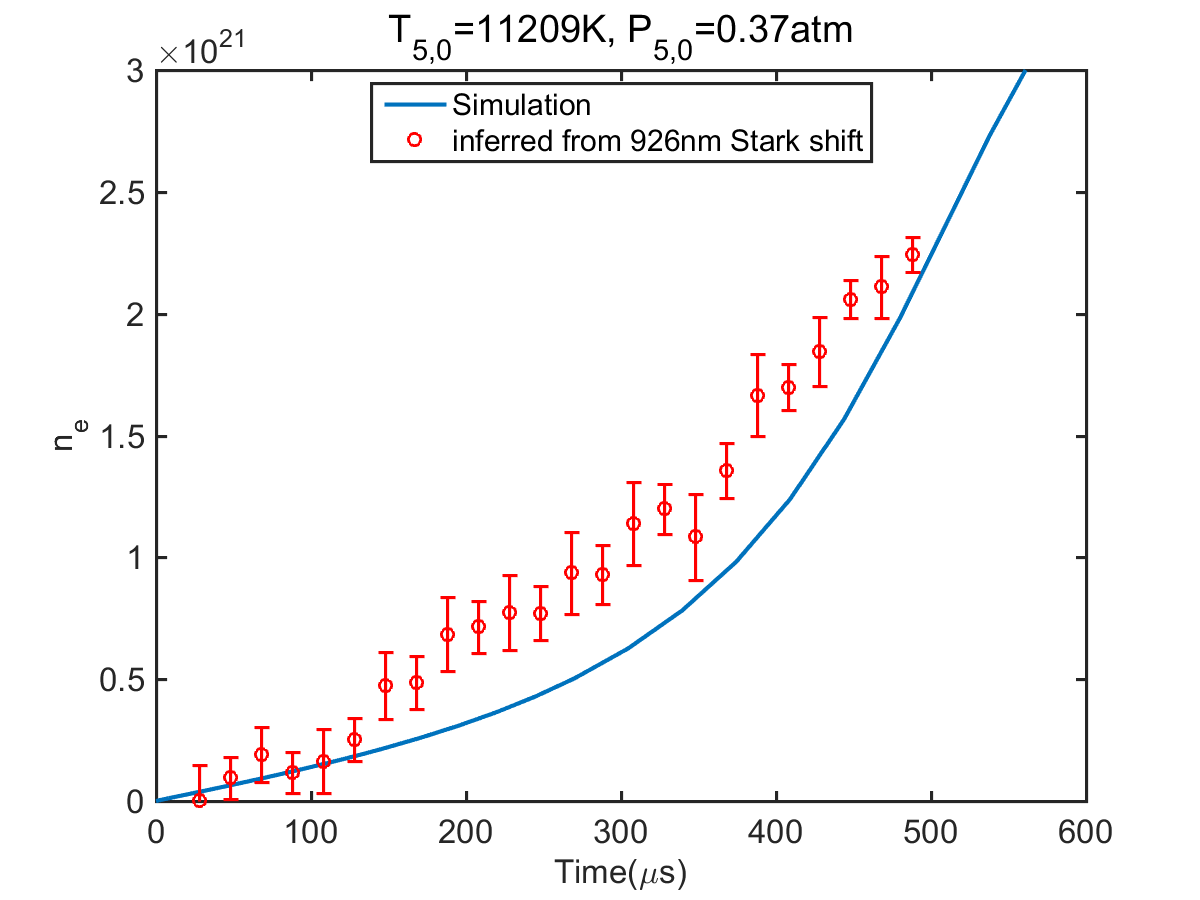 T5,0=11209K, P5,0=0.37atm
×10^21
Simulation
inferred from 926nm Stark shift
3
2.5
2
1.5
1
0.5
0
ne
0 100 200 300 400 500 600
Time(μs)